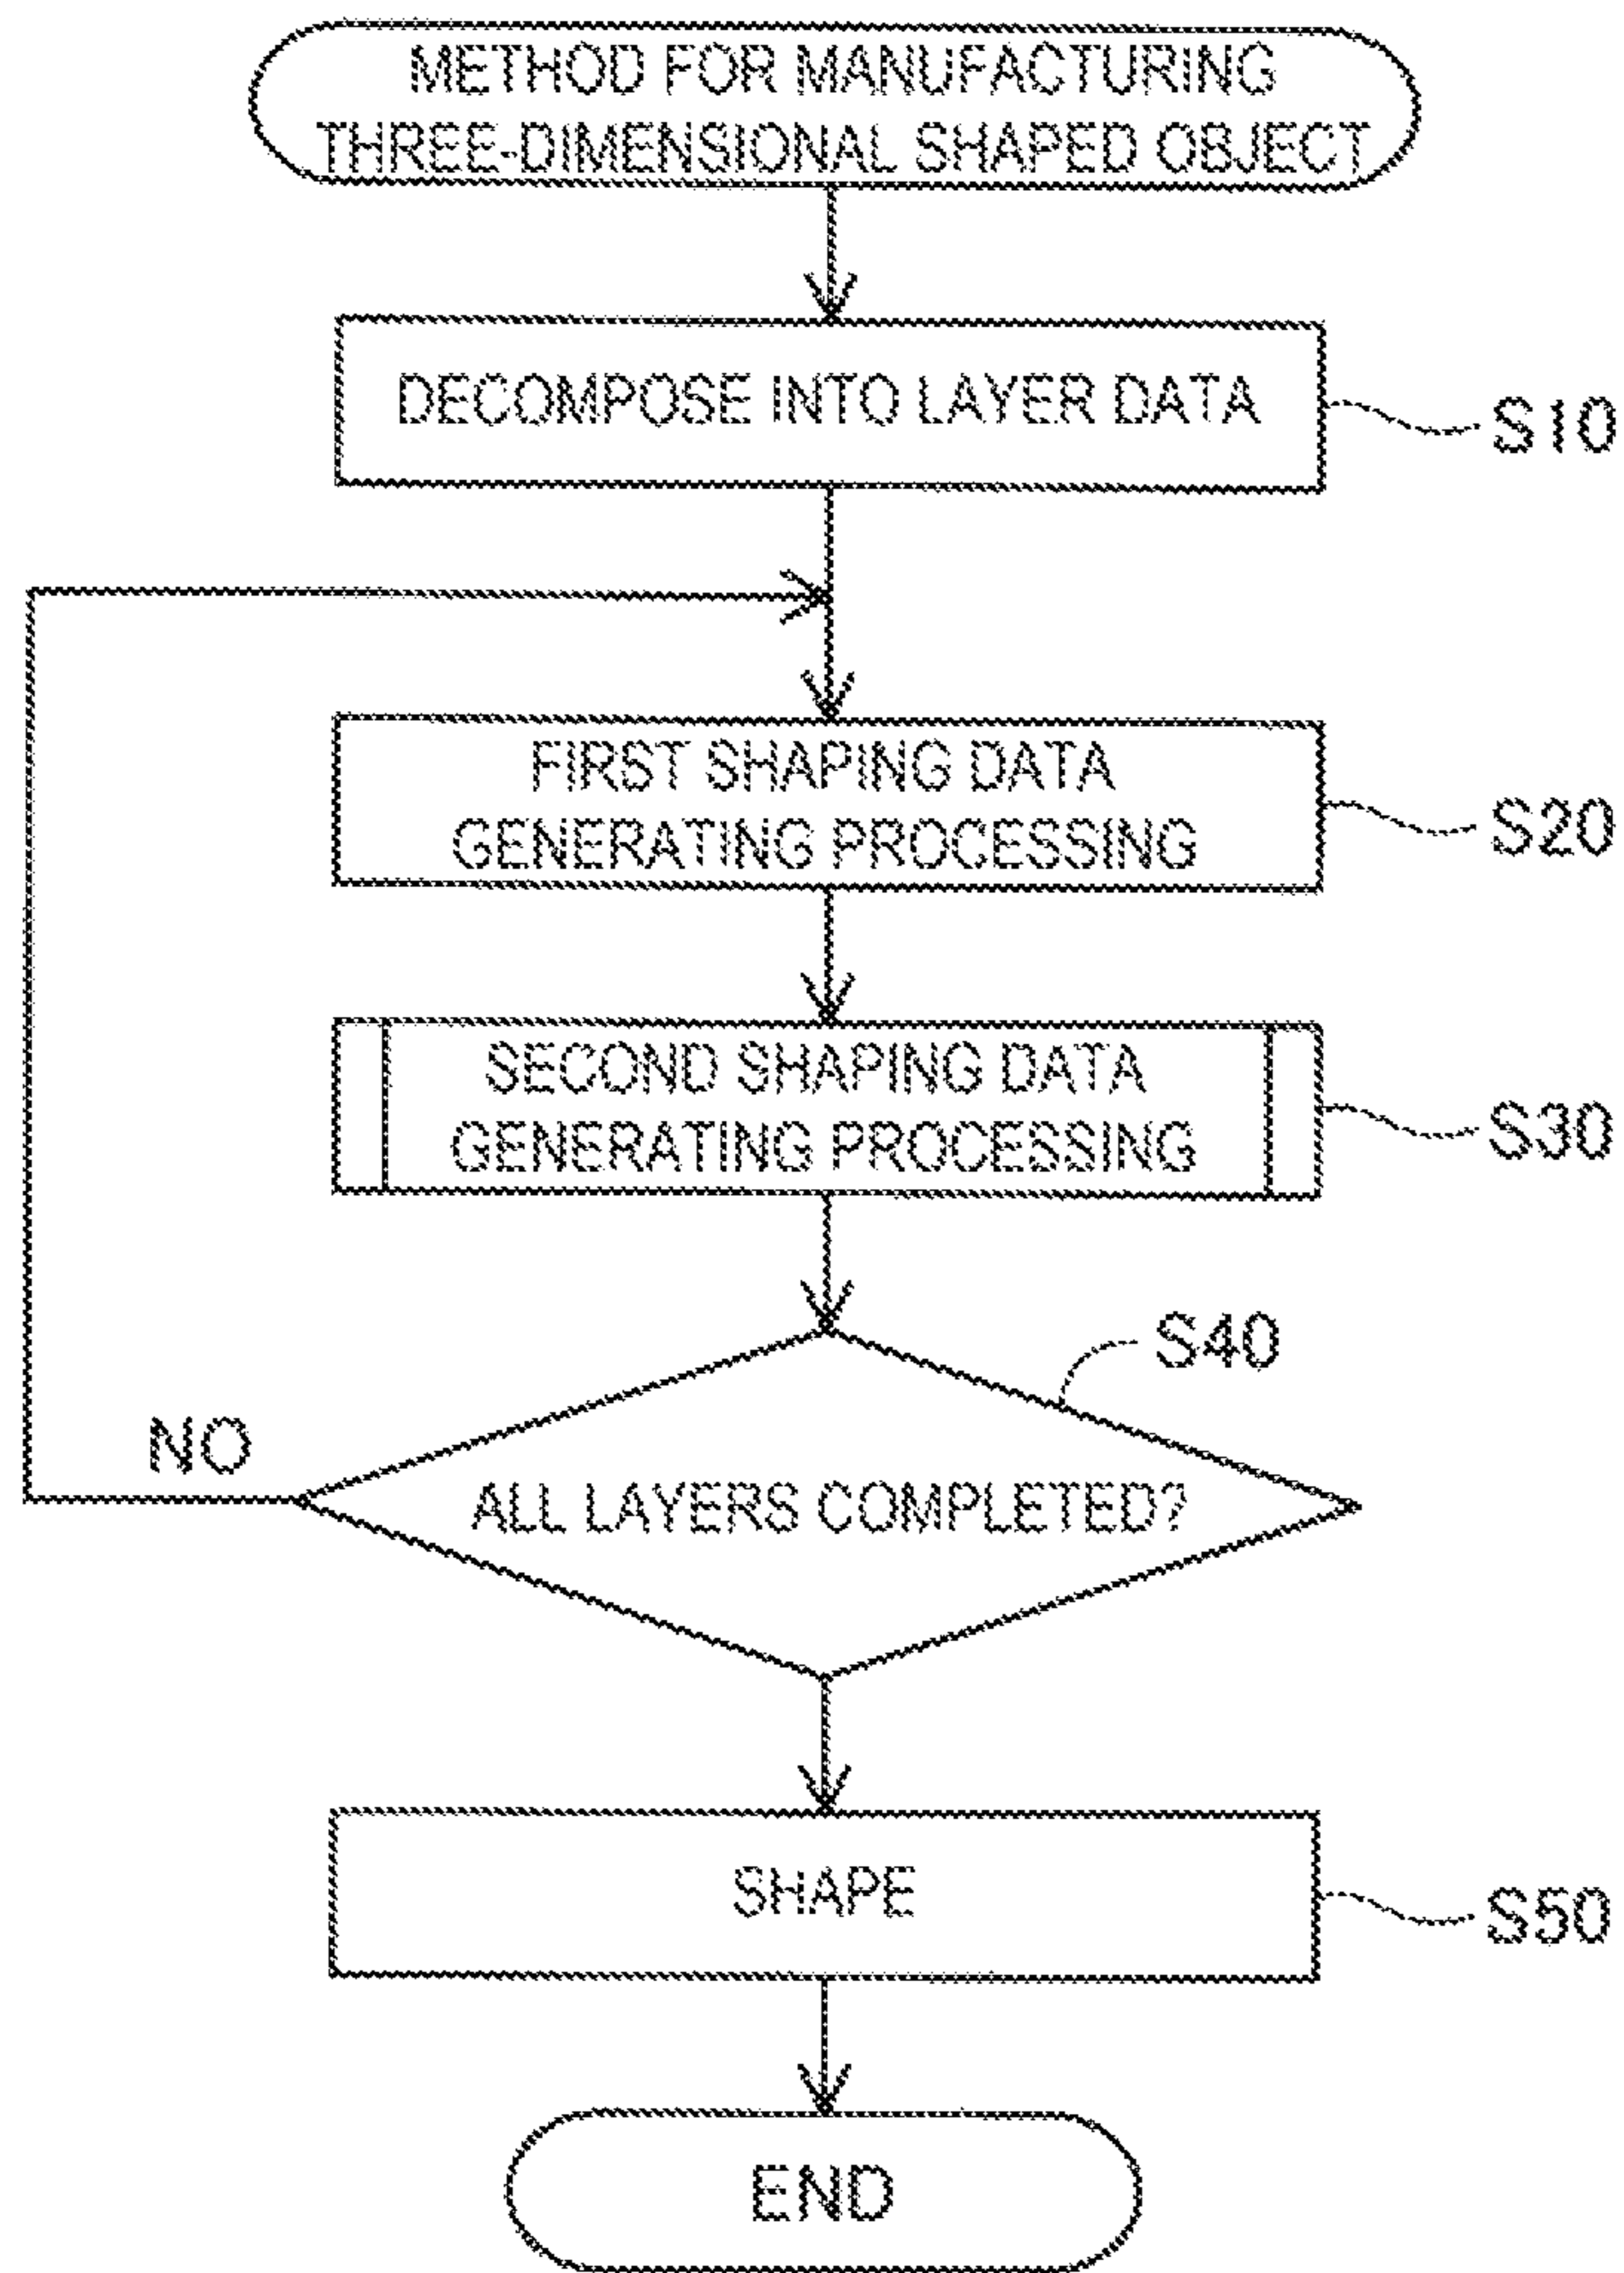 METHOD FOR MANUFACTURING
THREE-DIMENSIONAL SHAPED OBJECT
DECOMPOSE INTO LAYER DATA
S10
FIRST SHAPING DATA
GENERATING PROCESSING
S20
SECOND SHAPING DATA
GENERATING PROCESSING
S30
S40
NO
ALL LAYERS COMPLETED?
SHAPE
S50
END